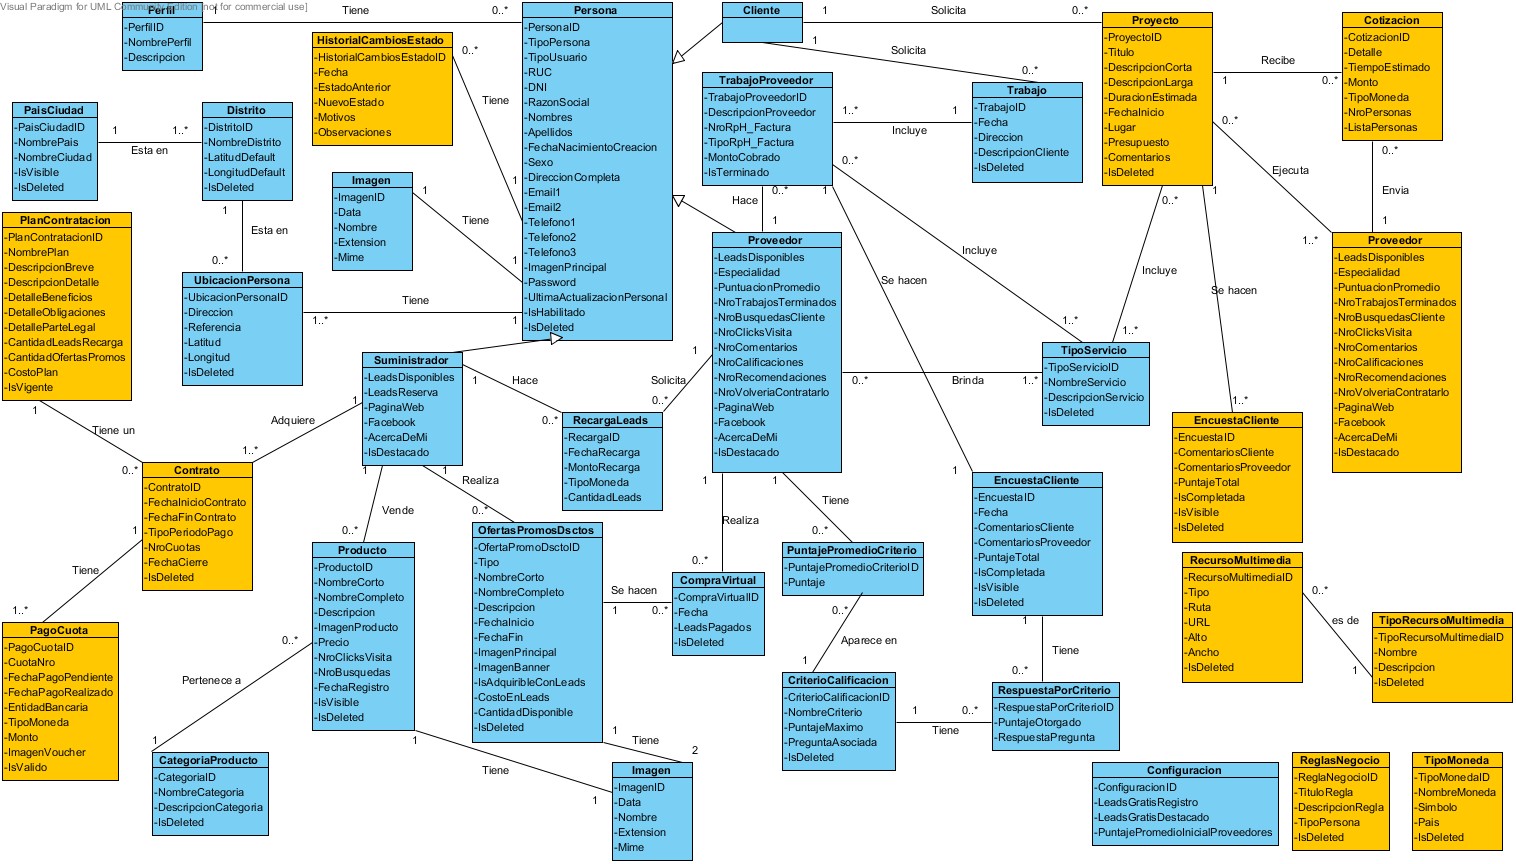 Visual Paradigm for UML Community Edition [not for commercial use]
Perfil
-PerfilID
-NombrePerfil
-Descripcion
1
Tiene
0..*
Persona
-PersonaID
-TipoPersona
-TipoUsuario
-RUC
-DNI
-RazonSocial
-Nombres
-Apellidos
-FechaNacimientoCreacion
-Sexo
-DireccionCompleta
-Email1
-Email2
-Telefono1
-Telefono2
-Telefono3
-ImagenPrincipal
-Password
-UltimaActualizacionPersonal
-IsHabilitado
-IsDeleted
HistorialCambiosEstado
-HistorialCambiosEstadoID
-Fecha
-EstadoAnterior
-NuevoEstado
-Motivos
-Observaciones
0..*
Tiene
1
Cliente
1
Solicita
0..*
1
Solicita
0..*
Proyecto
-ProyectoID
-Titulo
-DescripcionCorta
-DescripcionLarga
-DuracionEstimada
-FechaInicio
-Lugar
-Presupuesto
-Comentarios
-IsDeleted
Recibe
1
0..*
Cotizacion
-CotizacionID
-Detalle
-TiempoEstimado
-Monto
-TipoMoneda
-NroPersonas
-ListaPersonas
0..*
Envia
1
0..*
Ejecuta
1..*
PaisCiudad
-PaisCiudadID
-NombrePais
-NombreCiudad
-IsVisible
-IsDeleted
1
1..*
Esta en
Distrito
-DistritoID
-NombreDistrito
-LatitudDefault
-LongitudDefault
-IsDeleted
1
Esta en
0..*
Imagen
-ImagenID
-Data
-Nombre
-Extension
-Mime
1
Tiene
1
TrabajoProveedor
-TrabajoProveedorID
-DescripcionProveedor
-NroRpH_Factura
-TipoRpH_Factura
-MontoCobrado
-IsTerminado
1..*
1
Incluye
Trabajo
-TrabajoID
-Fecha
-Direccion
-DescripcionCliente
-IsDeleted
0..*
Incluye
1..*
Hace
0..*
1
1
Se hacen
1
0..*
Incluye
1..*
1
Se hacen
1..*
PlanContratacion
-PlanContratacionID
-NombrePlan
-DescripcionBreve
-DescripcionDetalle
-DetalleBeneficios
-DetalleObligaciones
-DetalleParteLegal
-CantidadLeadsRecarga
-CantidadOfertasPromos
-CostoPlan
-IsVigente
UbicacionPersona
-UbicacionPersonaID
-Direccion
-Referencia
-Latitud
-Longitud
-IsDeleted
Tiene
1..*
1
Proveedor
-LeadsDisponibles
-Especialidad
-PuntuacionPromedio
-NroTrabajosTerminados
-NroBusquedasCliente
-NroClicksVisita
-NroComentarios
-NroCalificaciones
-NroRecomendaciones
-NroVolveriaContratarlo
-PaginaWeb
-Facebook
-AcercaDeMi
-IsDestacado
Proveedor
-LeadsDisponibles
-Especialidad
-PuntuacionPromedio
-NroTrabajosTerminados
-NroBusquedasCliente
-NroClicksVisita
-NroComentarios
-NroCalificaciones
-NroRecomendaciones
-NroVolveriaContratarlo
-PaginaWeb
-Facebook
-AcercaDeMi
-IsDestacado
Suministrador
-LeadsDisponibles
-LeadsReserva
-PaginaWeb
-Facebook
-AcercaDeMi
-IsDestacado
1
Hace
0..*
1
Solicita
0..*
RecargaLeads
-RecargaID
-FechaRecarga
-MontoRecarga
-TipoMoneda
-CantidadLeads
0..*
Brinda
1..*
TipoServicio
-TipoServicioID
-NombreServicio
-DescripcionServicio
-IsDeleted
EncuestaCliente
-EncuestaID
-ComentariosCliente
-ComentariosProveedor
-PuntajeTotal
-IsCompletada
-IsVisible
-IsDeleted
1
Tiene un
0..*
1
Adquiere
1..*
Contrato
-ContratoID
-FechaInicioContrato
-FechaFinContrato
-TipoPeriodoPago
-NroCuotas
-FechaCierre
-IsDeleted
1
Tiene
1..*
PagoCuota
-PagoCuotaID
-CuotaNro
-FechaPagoPendiente
-FechaPagoRealizado
-EntidadBancaria
-TipoMoneda
-Monto
-ImagenVoucher
-IsValido
1
Vende
0..*
1
Realiza
0..*
Producto
-ProductoID
-NombreCorto
-NombreCompleto
-Descripcion
-ImagenProducto
-Precio
-NroClicksVisita
-NroBusquedas
-FechaRegistro
-IsVisible
-IsDeleted
OfertasPromosDsctos
-OfertaPromoDsctoID
-Tipo
-NombreCorto
-NombreCompleto
-Descripcion
-FechaInicio
-FechaFin
-ImagenPrincipal
-ImagenBanner
-IsAdquiribleConLeads
-CostoEnLeads
-CantidadDisponible
-IsDeleted
Se hacen
1
0..*
1
Realiza
0..*
CompraVirtual
-CompraVirtualID
-Fecha
-LeadsPagados
-IsDeleted
1
Tiene
0..*
PuntajePromedioCriterio
-PuntajePromedioCriterioID
-Puntaje
0..*
Aparece en
1
EncuestaCliente
-EncuestaID
-Fecha
-ComentariosCliente
-ComentariosProveedor
-PuntajeTotal
-IsCompletada
-IsVisible
-IsDeleted
1
Tiene
0..*
RecursoMultimedia
-RecursoMultimediaID
-Tipo
-Ruta
-URL
-Alto
-Ancho
-IsDeleted
0..*
es de
1
TipoRecursoMultimedia
-TipoRecursoMultimediaID
-Nombre
-Descripcion
-IsDeleted
0..*
Pertenece a
1
CategoriaProducto
-CategoriaID
-NombreCategoria
-DescripcionCategoria
-IsDeleted
1
Tiene
1
1
Tiene
2
Imagen
-ImagenID
-Data
-Nombre
-Extension
-Mime
CriterioCalificacion
-CriterioCalificacionID
-NombreCriterio
-PuntajeMaximo
-PreguntaAsociada
-IsDeleted
1
0..*
Tiene
RespuestaPorCriterio
-RespuestaPorCriterioID
-PuntajeOtorgado
-RespuestaPregunta
Configuracion
-ConfiguracionID
-LeadsGratisRegistro
-LeadsGratisDestacado
-PuntajePromedioInicialProveedores
ReglasNegocio
-ReglaNegocioID
-TituloRegla
-DescripcionRegla
-TipoPersona
-IsDeleted
TipoMoneda
-TipoMonedaID
-NombreMoneda
-Simbolo
-Pais
-IsDeleted